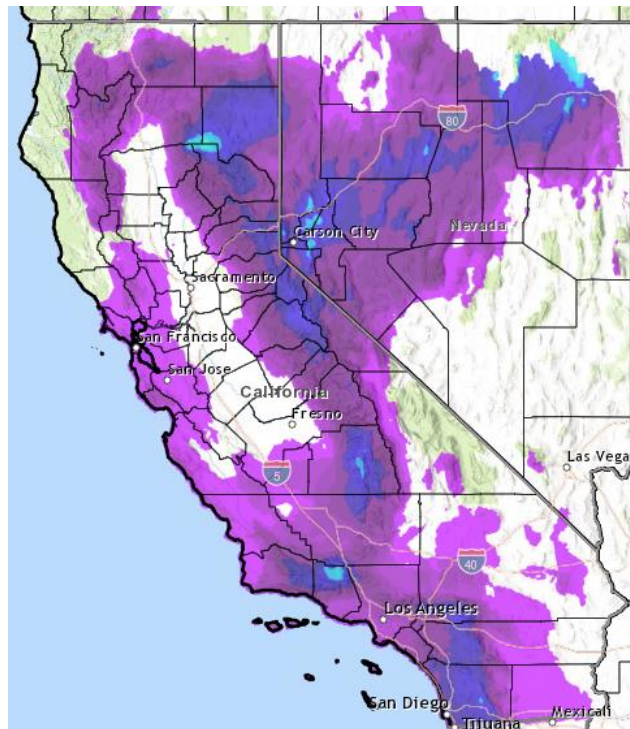 80
Nevada
Carson City
Sacramento
San Francisco
San Jose
California
Fresno
5
Las Vega
40
Los Angeles
San Diego
Mexicali
Tijuana